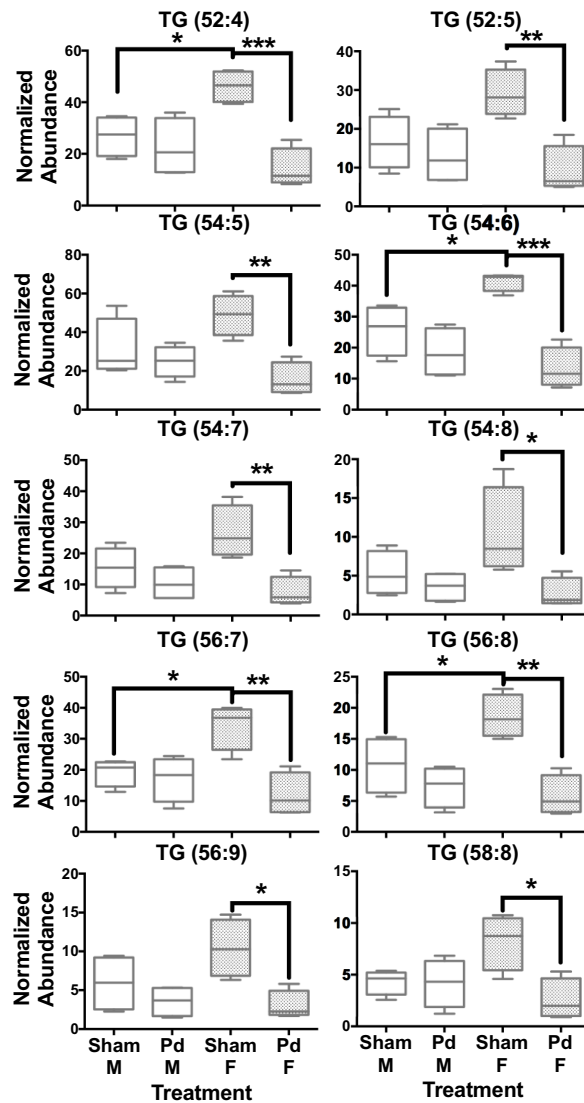 TG (52:4)
TG (52:5)
Normalized
Abundance
60
40
20
0
*
***
40
30
20
10
0
**
TG (54:5)
TG (54:6)
Normalized
Abundance
80
60
40
20
0
**
50
40
30
20
10
0
*
***
TG (54:7)
TG (54:8)
Normalized
Abundance
50
40
30
20
10
0
**
20
15
10
5
0
*
TG (56:7)
TG (56:8)
Normalized
Abundance
50
40
30
20
10
0
*
**
25
20
15
10
5
0
*
**
TG (56:9)
TG (58:8)
Normalized
Abundance
20
15
10
5
0
*
15
10
5
0
*
Sham Pd Sham Pd
M M F F
Treatment
Sham Pd Sham Pd
M M F F
Treatment